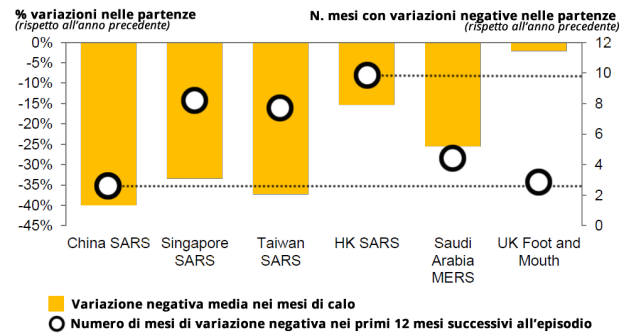 % variazioni nelle partenze
(rispetto all'anno precedente)
N. mesi con variazioni negative nelle partenze
(rispetto all'anno precedente)
0%
-5%
-10%
-15%
-20%
-25%
-30%
-35%
-40%
-45%
12
10
8
6
4
2
0
China SARS
Singapore
SARS
Taiwan
SARS
HK SARS
Saudi
Arabia
MERS
UK Foot and
Mouth
Variazione negativa media nei mesi di calo
Numero di mesi di variazione negativa nei primi 12 mesi successivi all'episodio